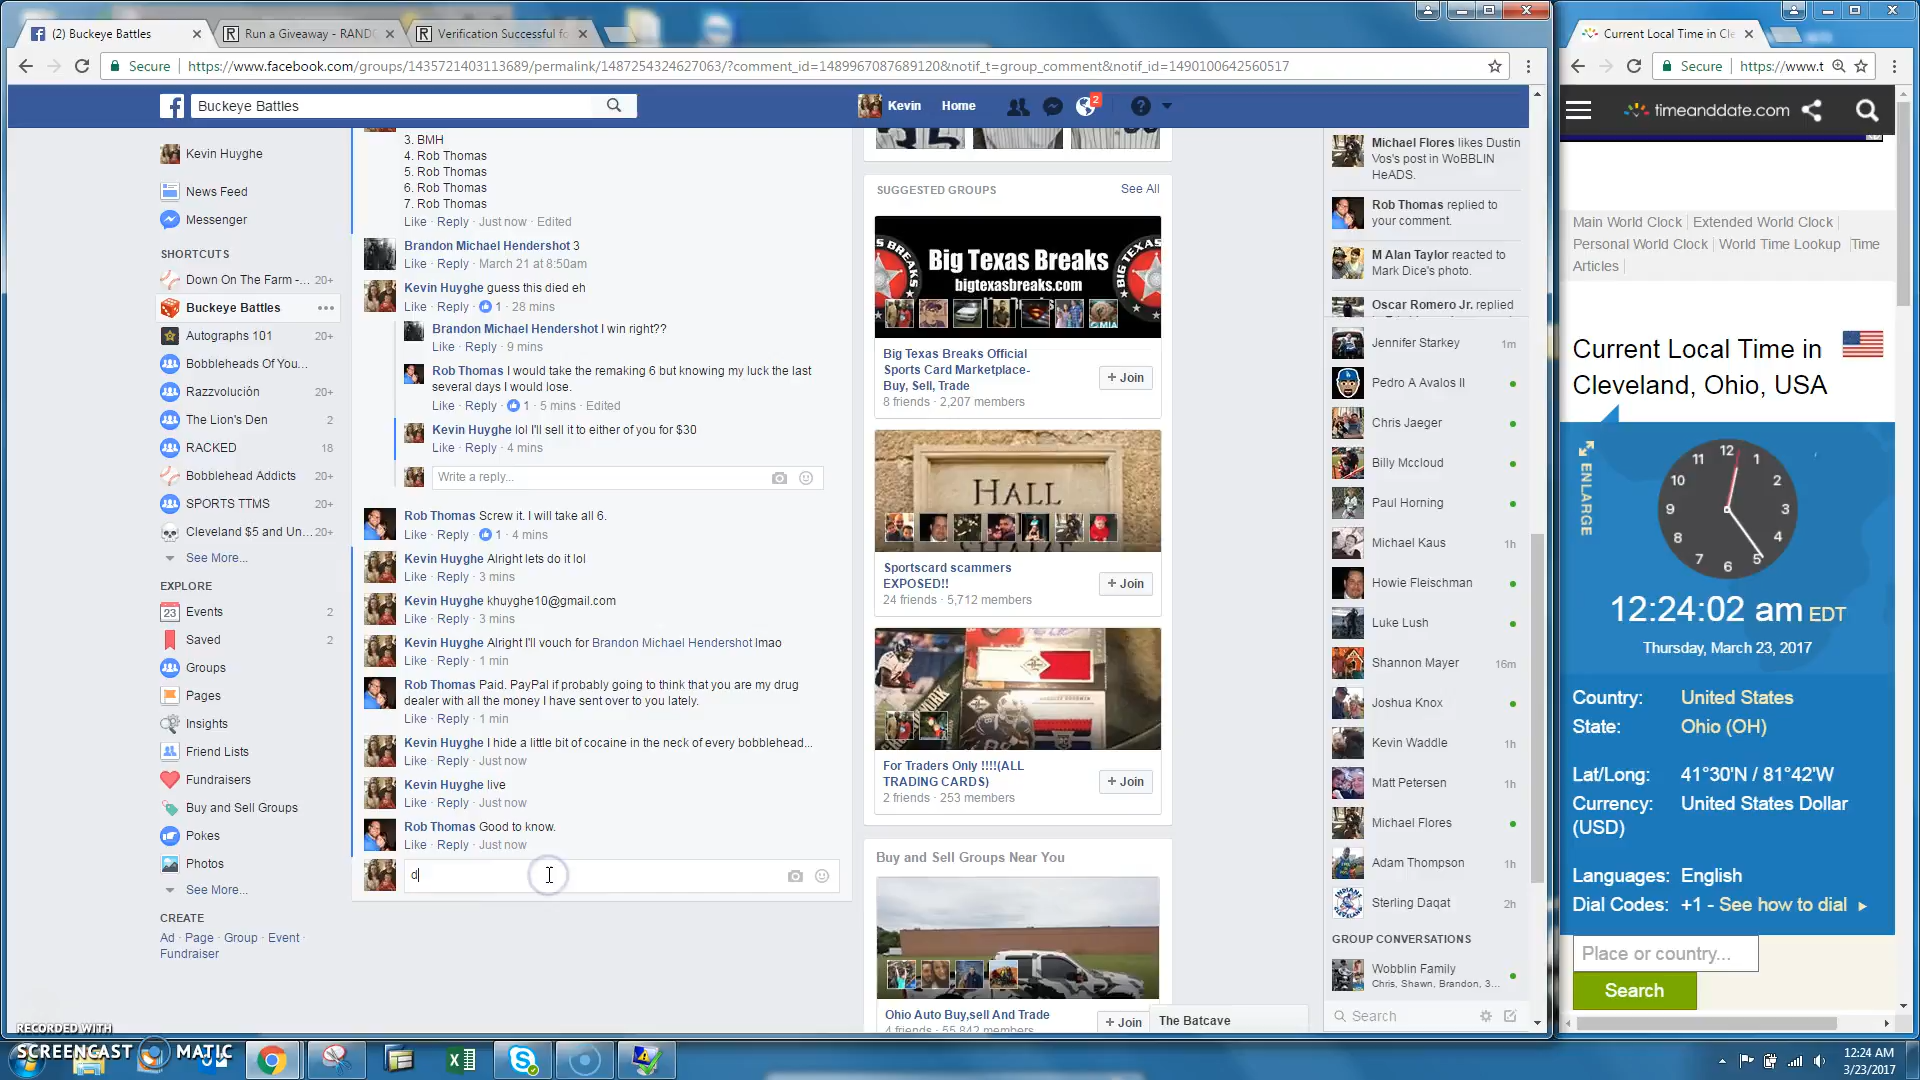 (2) Buckeye Battles
Run a Giveaway - RAND
Verification Successful fo
Secure
https://www.facebook.com/groups/1435721403113689/permalink/1487254324627063/?comment_id=1489967087689120&notif_t=group_comment&notif_id=1490100642560517
Buckeye Battles
Kevin
Home
2
Kevin Huyghe
News Feed
Messenger
SHORTCUTS
Down On The Farm -... 20+
Buckeye Battles
Autographs 101 20+
Bobbleheads Of You...
Razzvolución 20+
The Lion's Den 2
RACKED 18
Bobblehead Addicts 20+
SPORTS TTMS 20+
Cleveland $5 and Un... 20+
See More...
EXPLORE
Events 2
Saved 2
Groups
Pages
Insights
Friend Lists
Fundraisers
Buy and Sell Groups
Pokes
Photos
See More...
CREATE
Ad · Page · Group · Event ·
Fundraiser
3. BMH
4. Rob Thomas
5. Rob Thomas
6. Rob Thomas
7. Rob Thomas
Like · Reply · Just now · Edited
Brandon Michael Hendershot 3
Like · Reply · March 21 at 8:50am
Kevin Huyghe guess this died eh
Like · Reply · 1 · 28 mins
Brandon Michael Hendershot I win right??
Like · Reply · 9 mins
Rob Thomas I would take the remaking 6 but knowing my luck the last
several days I would lose.
Like · Reply · 1 · 5 mins · Edited
Kevin Huyghe lol I'll sell it to either of you for $30
Like · Reply · 4 mins
Write a reply...
Rob Thomas Screw it. I will take all 6.
Like · Reply · 1 · 4 mins
Kevin Huyghe Alright lets do it lol
Like · Reply · 3 mins
Kevin Huyghe khuyghe10@gmail.com
Like · Reply · 3 mins
Kevin Huyghe Alright I'll vouch for Brandon Michael Hendershot lmao
Like · Reply · 1 min
Rob Thomas Paid. PayPal if probably going to think that you are my drug
dealer with all the money I have sent over to you lately.
Like · Reply · 1 min
Kevin Huyghe I hide a little bit of cocaine in the neck of every bobblehead...
Like · Reply · Just now
Kevin Huyghe live
Like · Reply · Just now
Rob Thomas Good to know.
Like · Reply · Just now
d
SUGGESTED GROUPS
See All
Big Texas Breaks
bigtexasbreaks.com
Big Texas Breaks Official
Sports Card Marketplace-
Buy, Sell, Trade
8 friends · 2,207 members
+ Join
HALL
Sportscard scammers
EXPOSED!!
24 friends · 5,712 members
+ Join
For Traders Only !!!!(ALL
TRADING CARDS)
2 friends · 253 members
+ Join
Buy and Sell Groups Near You
Ohio Auto Buy,sell And Trade
4 friends · 55,842 members
+ Join
The Batcave
Michael Flores likes Dustin
Vos's post in WoBBLIN
HeADS.
Rob Thomas replied to
your comment.
M Alan Taylor reacted to
Mark Dice's photo.
Oscar Romero Jr. replied
Jennifer Starkey 1m
Pedro A Avalos II
Chris Jaeger
Billy Mccloud
Paul Horning
Michael Kaus 1h
Howie Fleischman
Luke Lush
Shannon Mayer 16m
Joshua Knox
Kevin Waddle 1h
Matt Petersen 1h
Michael Flores
Adam Thompson 1h
Sterling Daqat 2h
GROUP CONVERSATIONS
Wobblin Family
Chris, Shawn, Brandon, 3...
Search
Current Local Time in Cle
Secure
https://www.t
timeanddate.com
Main World Clock | Extended World Clock |
Personal World Clock | World Time Lookup | Time
Articles |
Current Local Time in
Cleveland, Ohio, USA
ENLARGE
12 1 2 3 4 5 6 7 8 9 10 11
12:24:02 am EDT
Thursday, March 23, 2017
Country: United States
State: Ohio (OH)
Lat/Long: 41°30'N / 81°42'W
Currency: United States Dollar
(USD)
Languages: English
Dial Codes: +1 - See how to dial
Place or country...
Search
RECORDED WITH
SCREENCAST MATIC
12:24 AM
3/23/2017